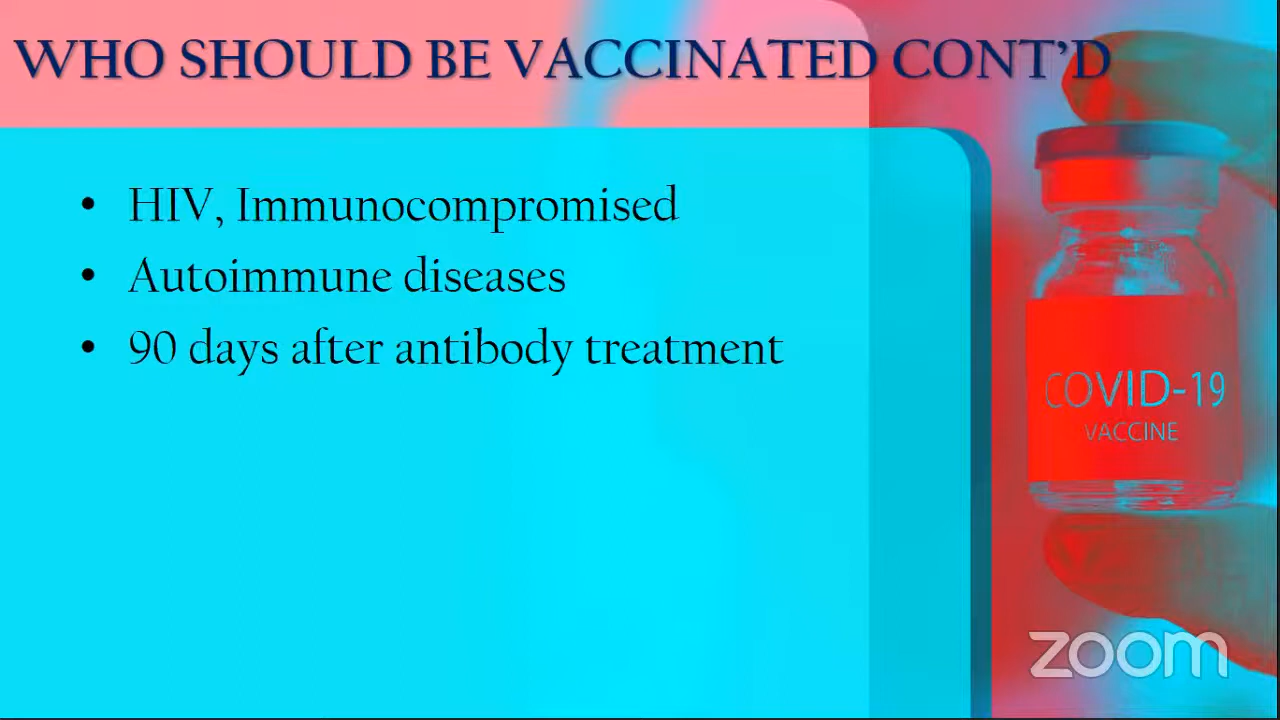 WHO SHOULD BE VACCINATED CONT'D
• HIV, Immunocompromised
• Autoimmune diseases
• 90 days after antibody treatment
COVID-19
VACCINE
zoom